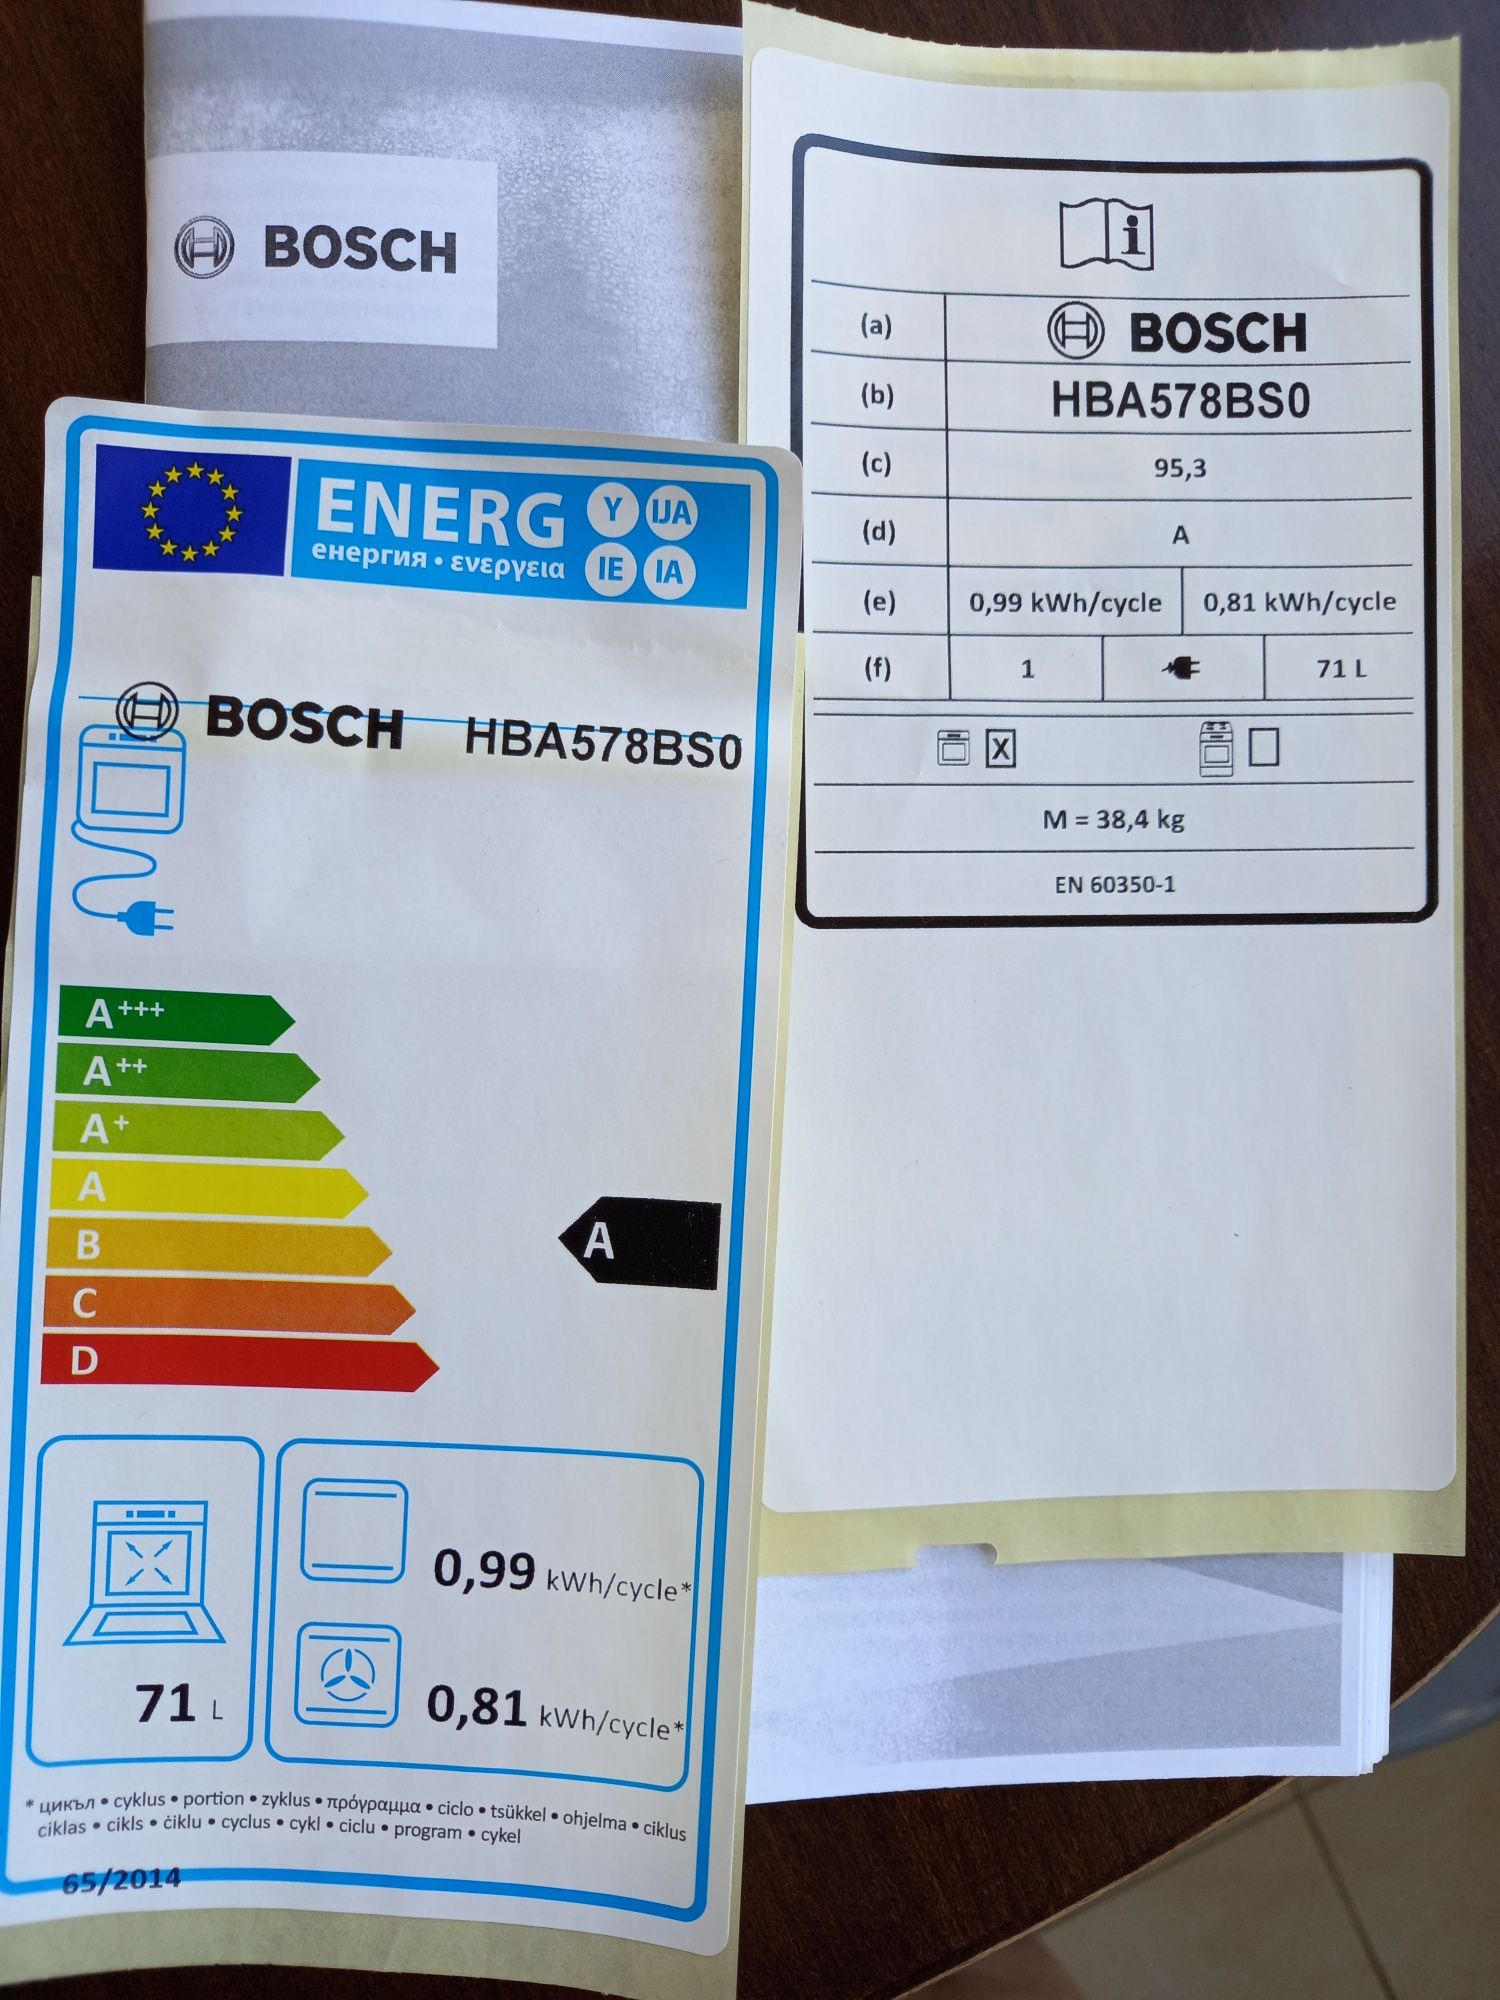 BOSCH
i
(a) BOSCH
(b) HBA578BS0
(c) 95,3
(d) A
(e) 0,99 kWh/cycle 0,81 kWh/cycle
(f) 1 71 L
X
M = 38,4 kg
EN 60350-1
ENERG Y IJA
енергия • ενεργεια IE IA
BOSCH HBA578BS0
A+++
A++
A+
A
B
C
D
A
71 L
0,99 kWh/cycle*
0,81 kWh/cycle*
* цикъл • cyklus • portion • zyklus • πρόγραμμα • ciclo • tsükkel • ohjelma • ciklus
ciklas • cikls • ċiklu • cyclus • cykl • ciclu • program • cykel
65/2014